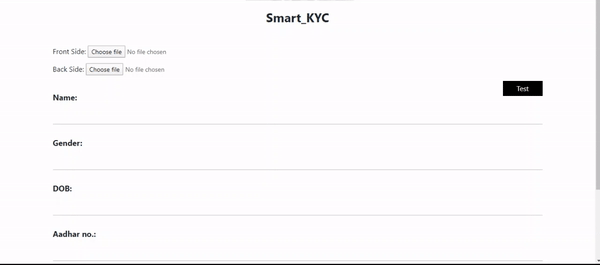 Smart_KYC
Front Side: Choose file No file chosen
Back Side: Choose file No file chosen
Test
Name:
Gender:
DOB:
Aadhar no.: